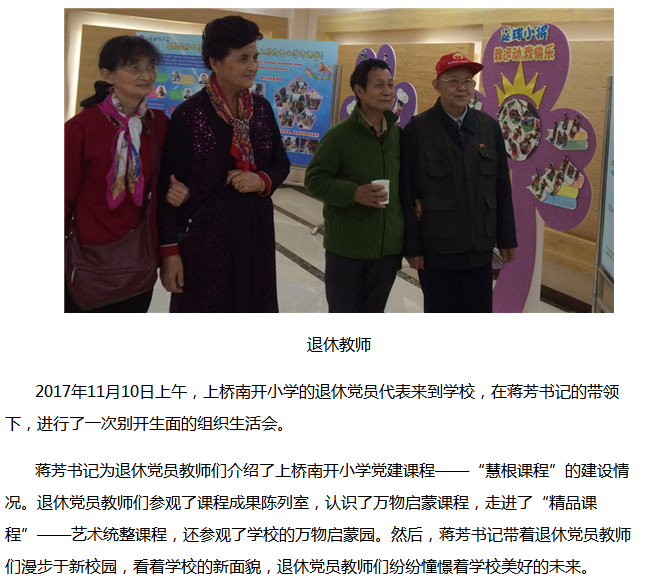 足球小将
我运动,我快乐
退休教师
2017年11月10日上午，上桥南开小学的退休党员代表来到学校，在蒋芳书记的带领
下，进行了一次别开生面的组织生活会。
蒋芳书记为退休党员教师们介绍了上桥南开小学党建课程——“慧根课程”的建设情
况。退休党员教师们参观了课程成果陈列室，认识了万物启蒙课程，走进了“精品课
程”——艺术统整课程，还参观了学校的万物启蒙园。然后，蒋芳书记带着退休党员教师
们漫步于新校园，看着学校的新面貌，退休党员教师们纷纷憧憬着学校美好的未来。